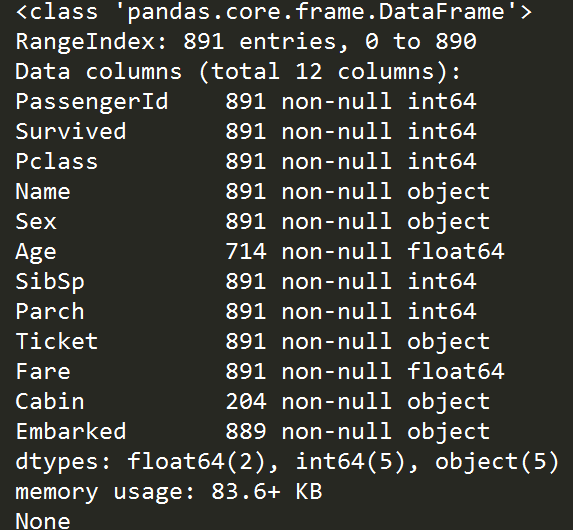 <class 'pandas.core.frame.DataFrame'>
RangeIndex: 891 entries, 0 to 890
Data columns (total 12 columns):
PassengerId    891 non-null int64
Survived       891 non-null int64
Pclass         891 non-null int64
Name           891 non-null object
Sex            891 non-null object
Age            714 non-null float64
SibSp          891 non-null int64
Parch          891 non-null int64
Ticket         891 non-null object
Fare           891 non-null float64
Cabin          204 non-null object
Embarked       889 non-null object
dtypes: float64(2), int64(5), object(5)
memory usage: 83.6+ KB
None